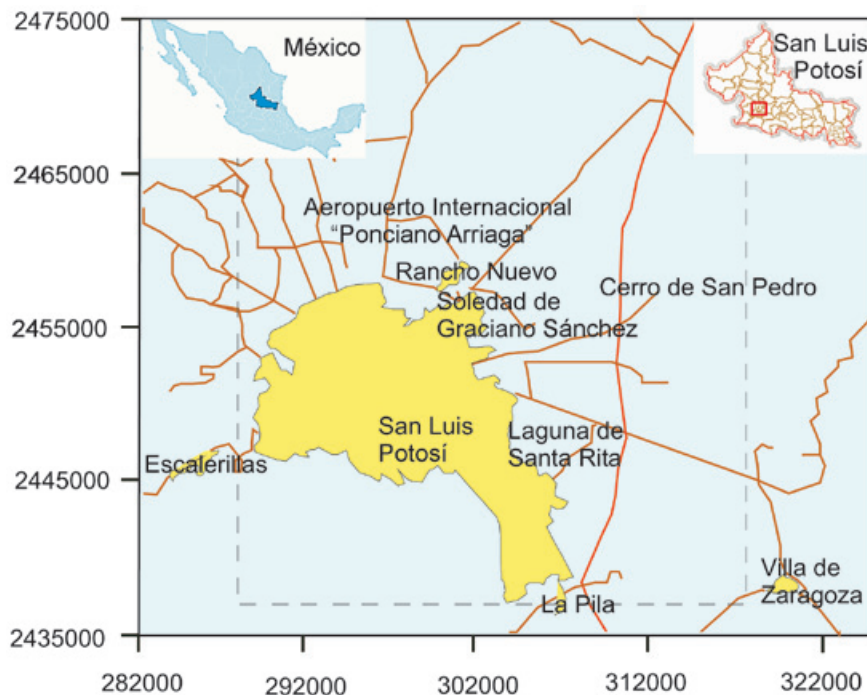 2475000
México
San Luis
Potosí
2465000
Aeropuerto Internacional
“Ponciano Arriaga”
Rancho Nuevo
Cerro de San Pedro
Soledad de
Graciano Sánchez
2455000
San Luis
Potosí
Laguna de
Santa Rita
Escalerillas
2445000
Villa de
Zaragoza
La Pila
2435000
282000
292000
302000
312000
322000